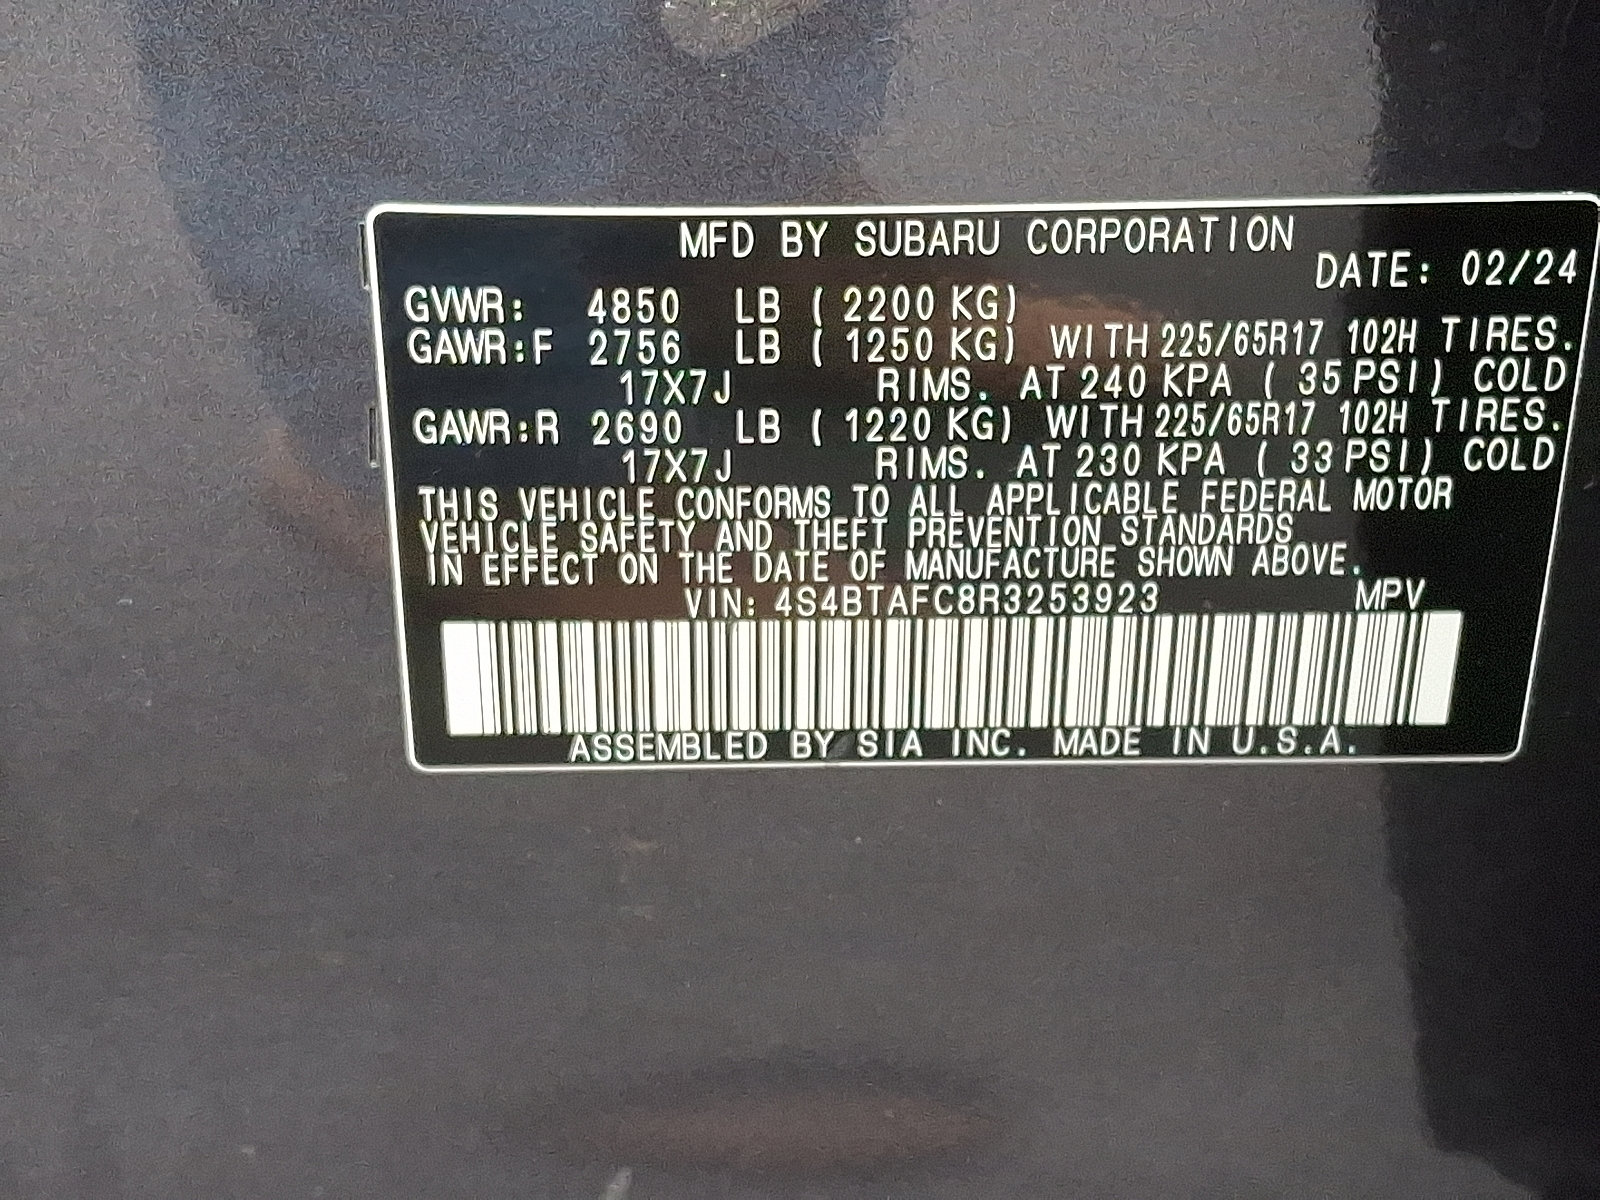 MFD BY SUBARU CORPORATION
DATE: 02/24
GVWR: 4850 LB ( 2200 KG)
GAWR:F 2756 LB ( 1250 KG) WITH 225/65R17 102H TIRES.
17X7J RIMS. AT 240 KPA ( 35 PSI) COLD
GAWR:R 2690 LB ( 1220 KG) WITH 225/65R17 102H TIRES.
17X7J RIMS. AT 230 KPA ( 33 PSI) COLD
THIS VEHICLE CONFORMS TO ALL APPLICABLE FEDERAL MOTOR
VEHICLE SAFETY AND THEFT PREVENTION STANDARDS
IN EFFECT ON THE DATE OF MANUFACTURE SHOWN ABOVE.
VIN: 4S4BTAFC8R3253923 MPV
ASSEMBLED BY SIA INC. MADE IN U.S.A.